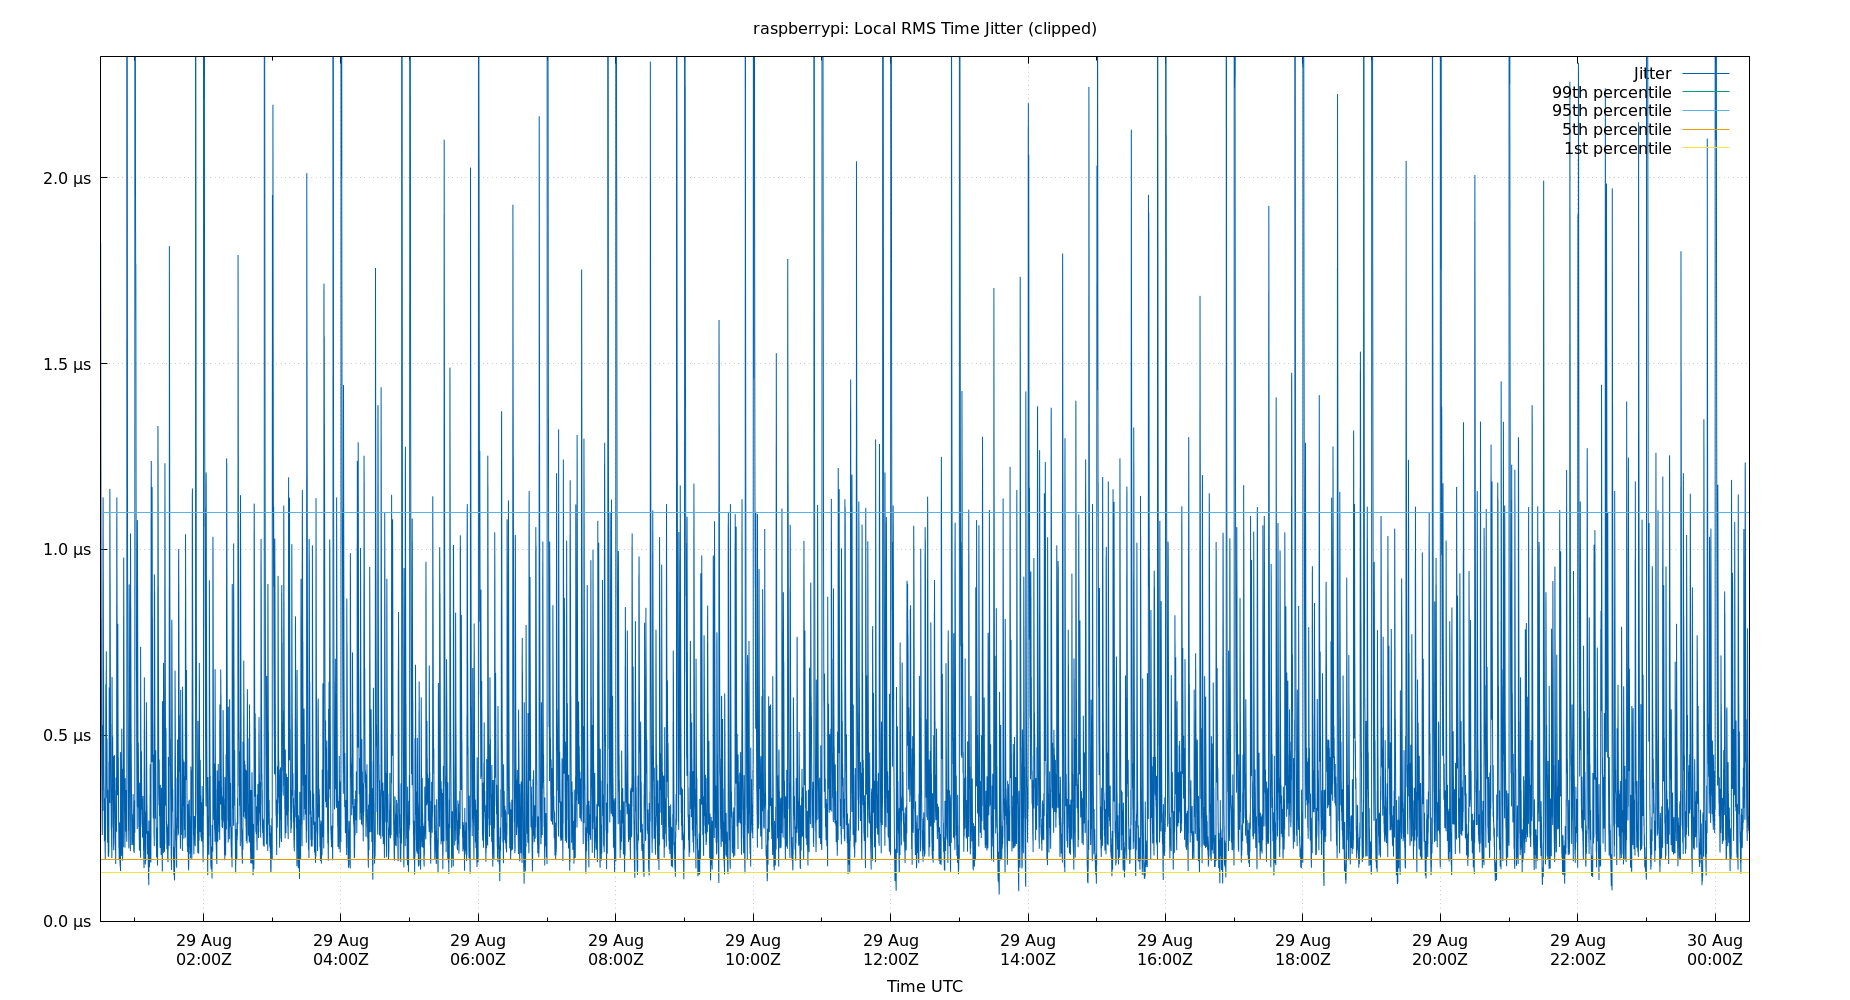 raspberrypi: Local RMS Time Jitter (clipped)
Jitter
99th percentile
95th percentile
5th percentile
1st percentile
2.0 µs
1.5 µs
1.0 µs
0.5 µs
0.0 µs
29 Aug 29 Aug 29 Aug 29 Aug 29 Aug 29 Aug 29 Aug 29 Aug 29 Aug 29 Aug 29 Aug 30 Aug
02:00Z 04:00Z 06:00Z 08:00Z 10:00Z 12:00Z 14:00Z 16:00Z 18:00Z 20:00Z 22:00Z 00:00Z
Time UTC